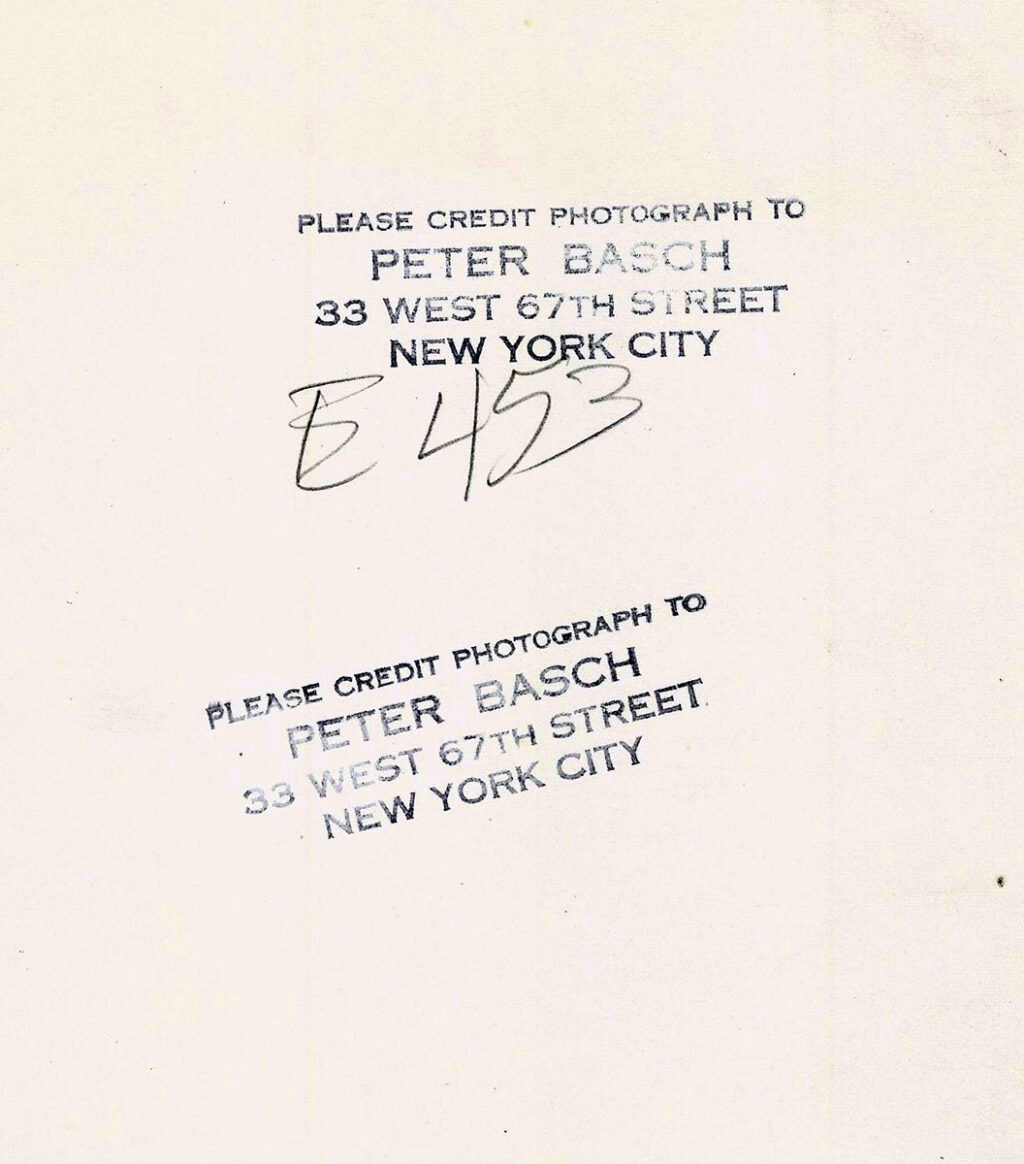 PLEASE CREDIT PHOTOGRAPH TO
PETER BASCH
33 WEST 67TH STREET
NEW YORK CITY
E 453
PLEASE CREDIT PHOTOGRAPH TO
PETER BASCH
33 WEST 67TH STREET
NEW YORK CITY